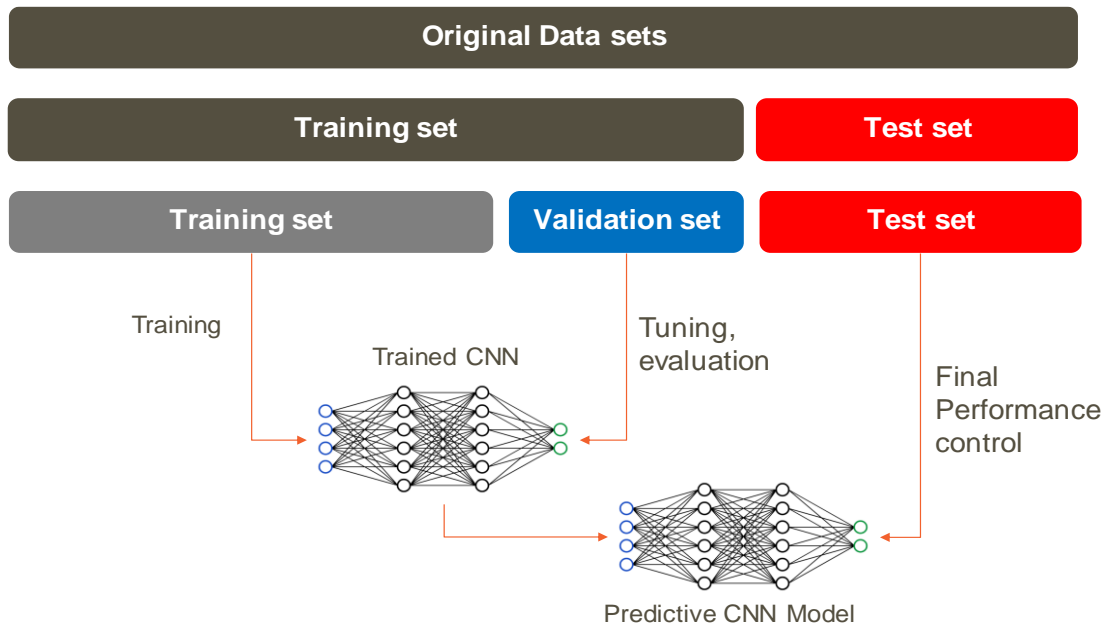 Original Data sets
Training set
Test set
Training set
Validation set
Test set
Training
Tuning,
evaluation
Trained CNN
Final
Performance
control
Predictive CNN Model